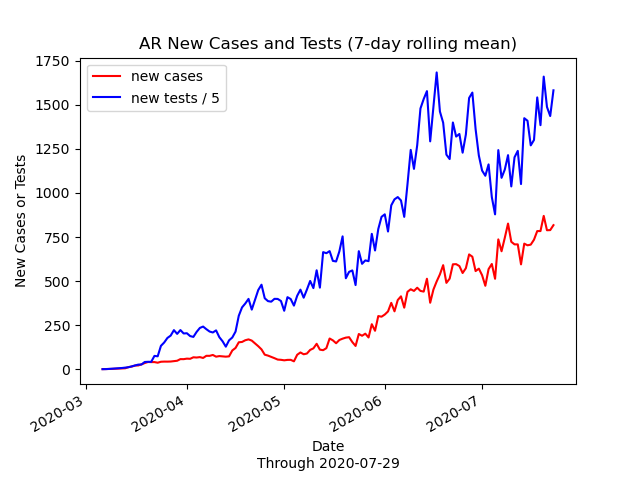 AR New Cases and Tests (7-day rolling mean)
new cases
new tests / 5
New Cases or Tests
1750
1500
1250
1000
750
500
250
0
2020-03
2020-04
2020-05
2020-06
2020-07
Date
Through 2020-07-29